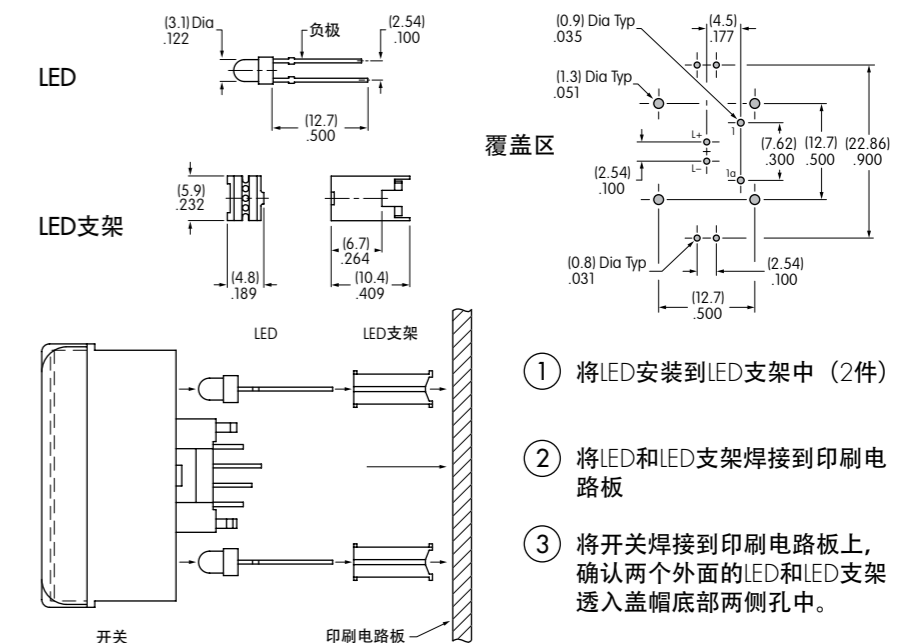 LED
(3.1) Dia
.122
负极
(2.54)
.100
(12.7)
.500
LED支架
(5.9)
.232
(4.8)
.189
(6.7)
.264
(10.4)
.409
覆盖区
(0.9) Dia Typ
.035
(4.5)
.177
(1.3) Dia Typ
.051
L+
L−
1
1a
(2.54)
.100
(7.62)
.300
(12.7)
.500
(22.86)
.900
(0.8) Dia Typ
.031
(2.54)
.100
(12.7)
.500
LED
LED支架
开关
印刷电路板
1 将LED安装到LED支架中（2件）
2 将LED和LED支架焊接到印刷电
路板
3 将开关焊接到印刷电路板上，
确认两个外面的LED和LED支架
透入盖帽底部两侧孔中。